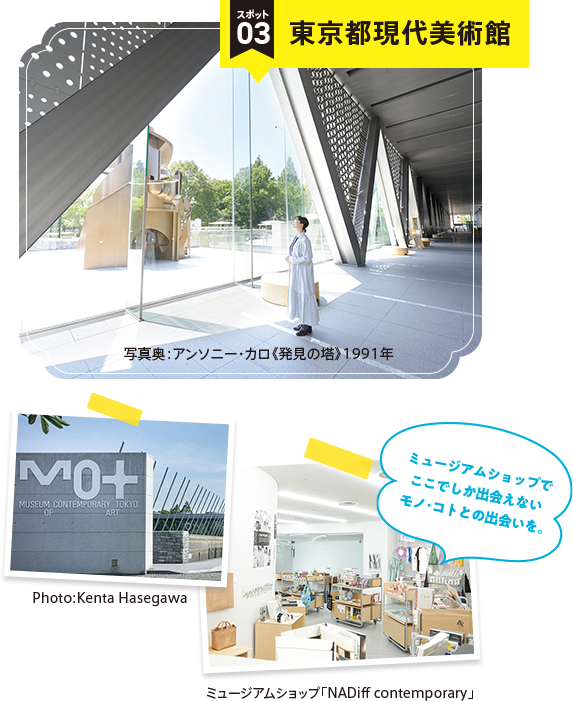 スポット
03
東京都現代美術館
写真奥：アンソニー・カロ《発見の塔》1991年
MO+
MUSEUM CONTEMPORARY TOKYO
OF ART
ミュージアムショップで
ここでしか出会えない
モノ・コトとの出会いを。
Photo:Kenta Hasegawa
ミュージアムショップ「NADiff contemporary」